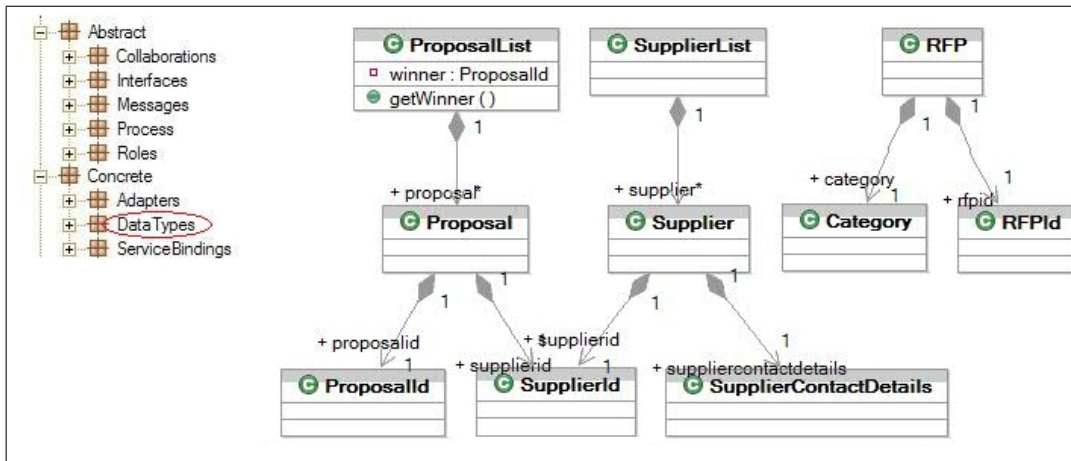 Abstract
Collaborations
Interfaces
Messages
Process
Roles
Concrete
Adapters
DataTypes
ServiceBindings
C ProposalList
winner : ProposalId
getWinner ( )
C SupplierList
C RFP
1
1
1
1
+ proposal*
+ supplier*
+ category
1
1
+ rfpid
C Proposal
C Supplier
C Category
C RFPId
1
1
1
1
+ proposalid
1
+ supplierid
1
+ supplierid
1
1
+ suppliercontactdetails
1
C ProposalId
C SupplierId
C SupplierContactDetails